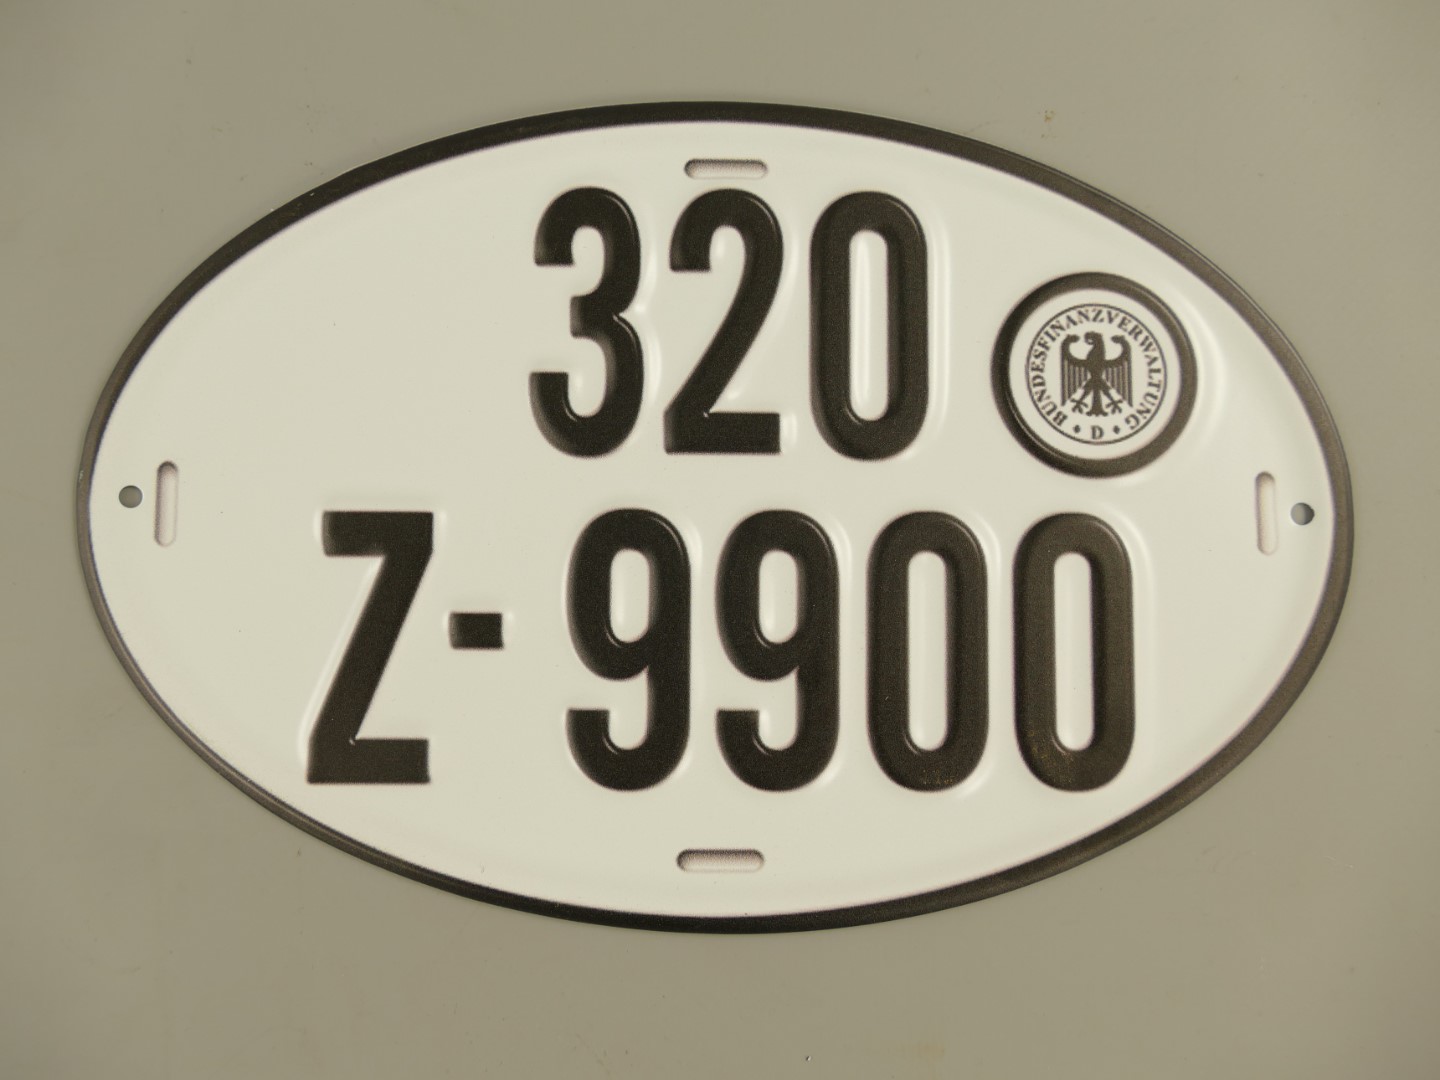 320
BUNDESFINANZVERWALTUNG
• D •
Z-9900